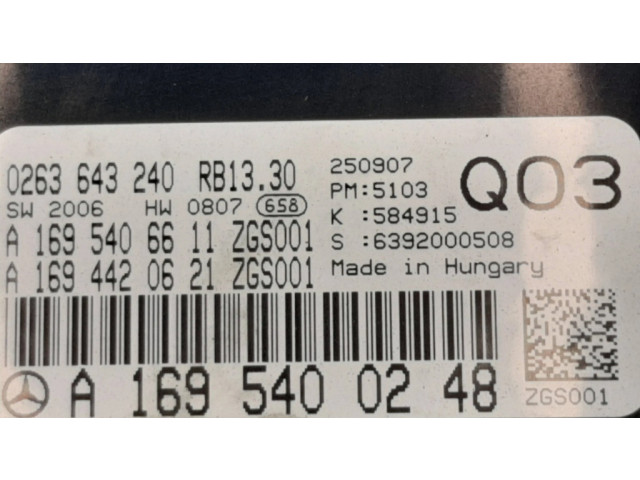 0263 643 240 RB13.30
SW 2006 HW 0807 658
A 169 540 66 11 ZGS001
A 169 442 06 21 ZGS001
250907
PM:5103
K :584915
S :6392000508
Made in Hungary
Q03
A 169 540 02 48
ZGS001